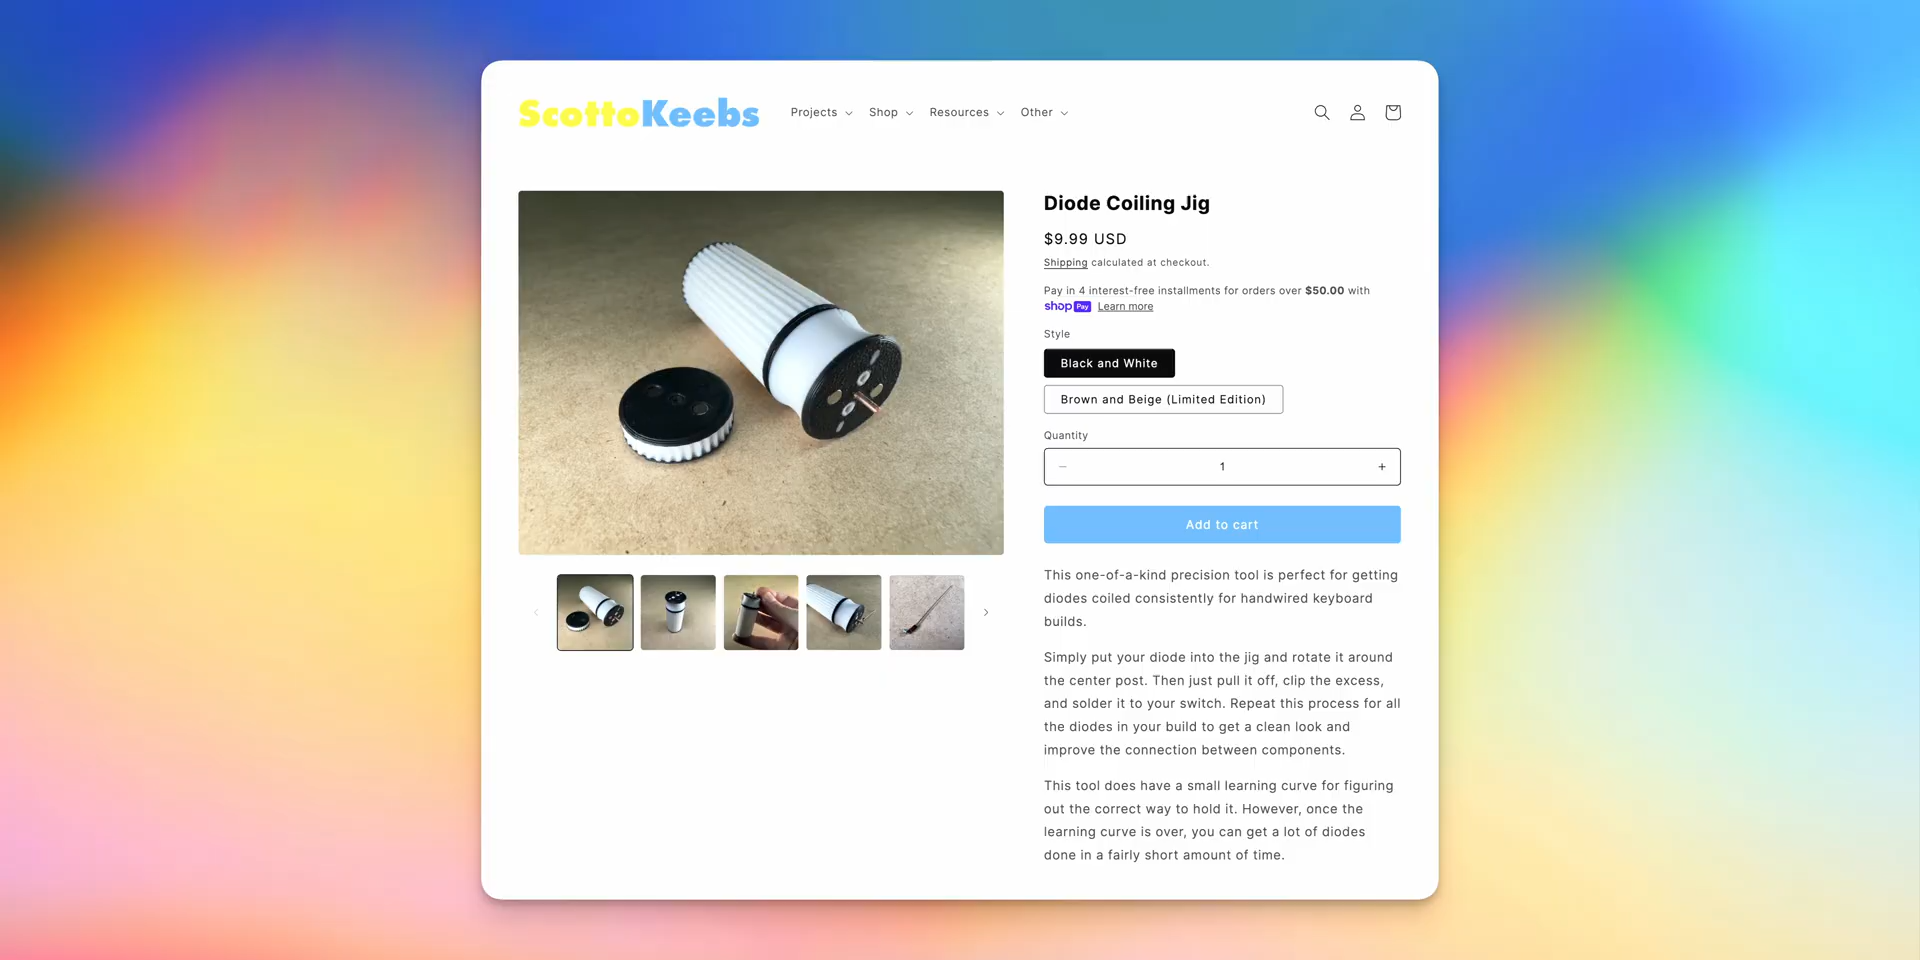 ScottoKeebs
Projects
Shop
Resources
Other
Diode Coiling Jig
$9.99 USD
Shipping calculated at checkout.
Pay in 4 interest-free installments for orders over $50.00 with
shop Pay Learn more
Style
Black and White
Brown and Beige (Limited Edition)
Quantity
− 1 +
Add to cart
This one-of-a-kind precision tool is perfect for getting
diodes coiled consistently for handwired keyboard
builds.
Simply put your diode into the jig and rotate it around
the center post. Then just pull it off, clip the excess,
and solder it to your switch. Repeat this process for all
the diodes in your build to get a clean look and
improve the connection between components.
This tool does have a small learning curve for figuring
out the correct way to hold it. However, once the
learning curve is over, you can get a lot of diodes
done in a fairly short amount of time.